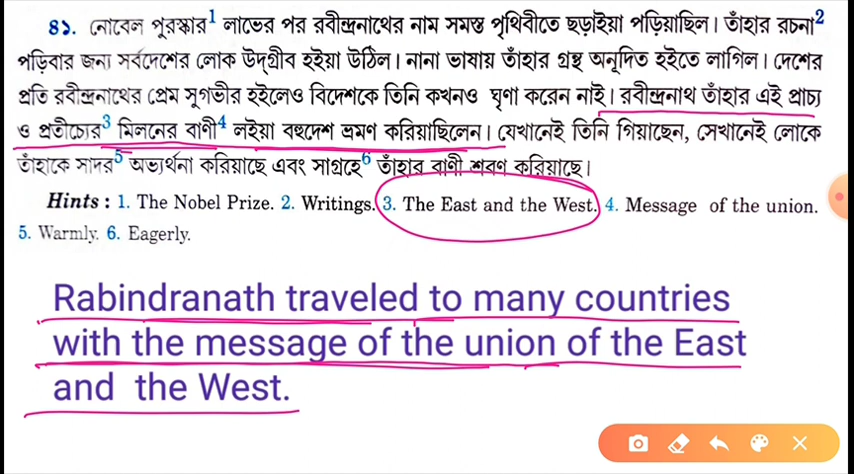 ৪১. নোবেল পুরস্কার1 লাভের পর রবীন্দ্রনাথের নাম সমস্ত পৃথিবীতে ছড়াইয়া পড়িয়াছিল। তাঁহার রচনা2
পড়িবার জন্য সর্বদেশের লোক উদ্‌গ্রীব হইয়া উঠিল। নানা ভাষায় তাঁহার গ্রন্থ অনূদিত হইতে লাগিল। দেশের
প্রতি রবীন্দ্রনাথের প্রেম সুগভীর হইলেও বিদেশকে তিনি কখনও ঘৃণা করেন নাই। রবীন্দ্রনাথ তাঁহার এই প্রাচ্য
ও প্রতীচ্যের3 মিলনের বাণী4 লইয়া বহুদেশ ভ্রমণ করিয়াছিলেন। যেখানেই তিনি গিয়াছেন, সেখানেই লোকে
তাঁহাকে সাদর5 অভ্যর্থনা করিয়াছে এবং সাগ্রহে6 তাঁহার বাণী শ্রবণ করিয়াছে।
Hints : 1. The Nobel Prize. 2. Writings. 3. The East and the West. 4. Message of the union.
5. Warmly. 6. Eagerly.
Rabindranath traveled to many countries
with the message of the union of the East
and the West.